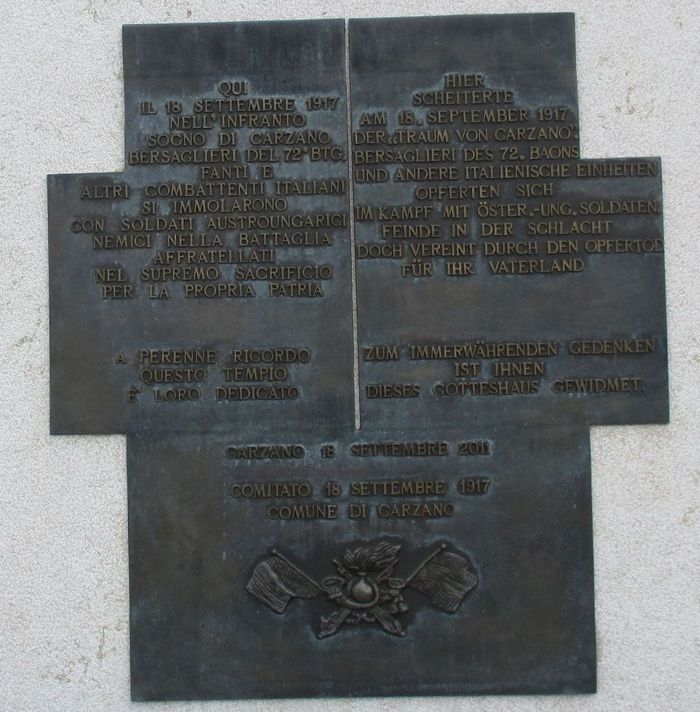 QUI
IL 18 SETTEMBRE 1917
NELL'INFRANTO
SOGNO DI CARZANO
BERSAGLIERI DEL 72° BTG.
FANTI E
ALTRI COMBATTENTI ITALIANI
SI IMMOLARONO
CON SOLDATI AUSTROUNGARICI
NEMICI NELLA BATTAGLIA
AFFRATELLATI
NEL SUPREMO SACRIFICIO
PER LA PROPRIA PATRIA
A PERENNE RICORDO
QUESTO TEMPIO
E' LORO DEDICATO
HIER
SCHEITERTE
AM 18. SEPTEMBER 1917
DER „TRAUM VON CARZANO“.
BERSAGLIERI DES 72. BAONS
UND ANDERE ITALIENISCHE EINHEITEN
OPFERTEN SICH
IM KAMPF MIT ÖSTER.-UNG. SOLDATEN.
FEINDE IN DER SCHLACHT
DOCH VEREINT DURCH DEN OPFERTOD
FÜR IHR VATERLAND
ZUM IMMERWÄHRENDEN GEDENKEN
IST IHNEN
DIESES GOTTESHAUS GEWIDMET.
CARZANO 18 SETTEMBRE 2011
COMITATO 18 SETTEMBRE 1917
COMUNE DI CARZANO